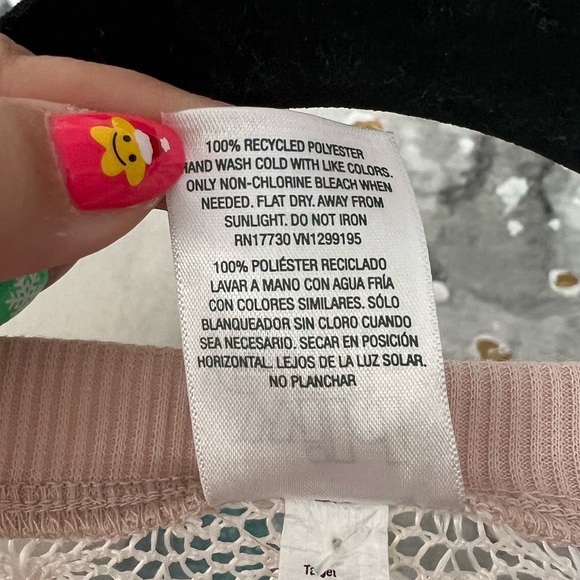 100% RECYCLED POLYESTER
AND WASH COLD WITH LIKE COLORS.
ONLY NON-CHLORINE BLEACH WHEN
NEEDED. FLAT DRY. AWAY FROM
SUNLIGHT. DO NOT IRON
RN17730 VN1299195
100% POLIÉSTER RECICLADO
LAVAR A MANO CON AGUA FRÍA
CON COLORES SIMILARES. SÓLO
BLANQUEADOR SIN CLORO CUANDO
SEA NECESARIO. SECAR EN POSICIÓN
HORIZONTAL. LEJOS DE LA LUZ SOLAR.
NO PLANCHAR